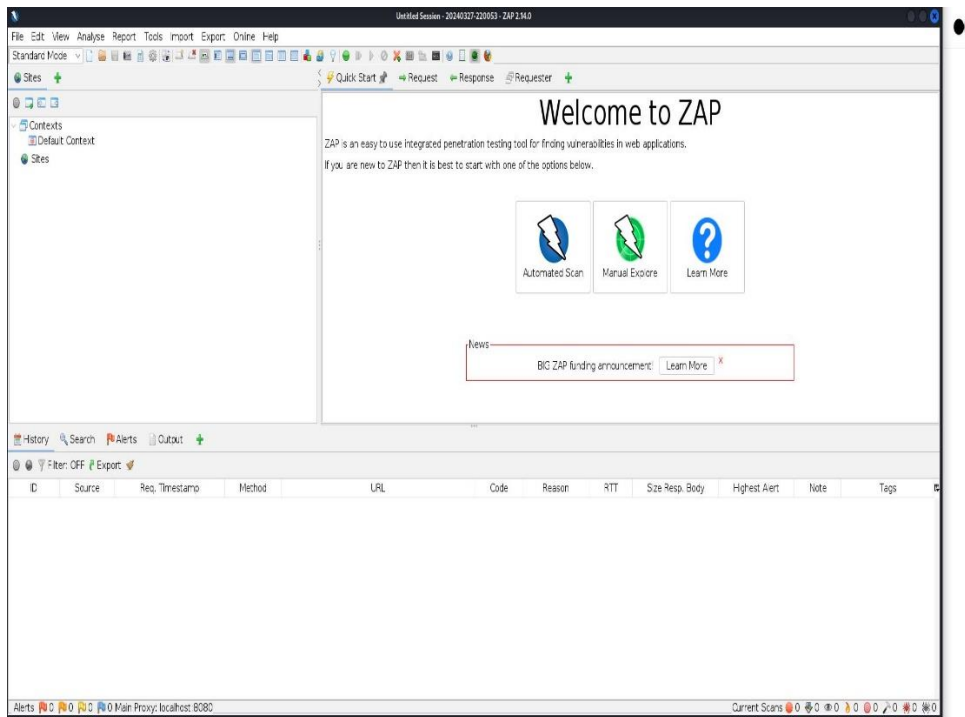 Untitled Session - 20240327-220053 - ZAP 2.14.0
File Edit View Analyse Report Tools Import Export Online Help
Standard Mode
Sites
Quick Start Request Response Requester
Contexts
Default Context
Sites
Welcome to ZAP
ZAP is an easy to use integrated penetration testing tool for finding vulnerabilities in web applications.
If you are new to ZAP then it is best to start with one of the options below.
Automated Scan Manual Explore Learn More
News
BIG ZAP funding announcement! Learn More X
History Search Alerts Output
Filter: OFF Export
ID Source Req. Timestamp Method URL Code Reason RTT Size Resp. Body Highest Alert Note Tags
Alerts 0 0 0 0 Main Proxy: localhost:8080 Current Scans 0 0 0 0 0 0 0 0